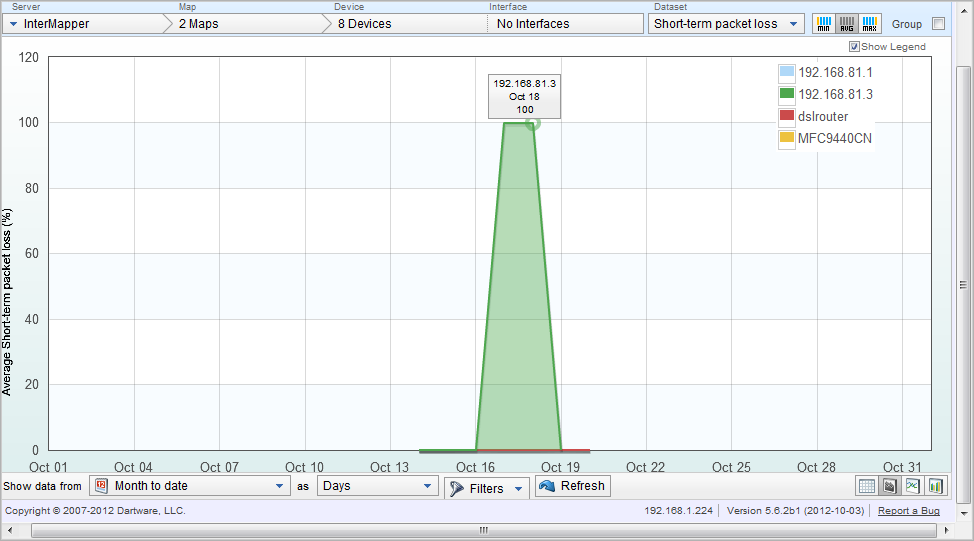 Server Map Device Interface Dataset
InterMapper 2 Maps 8 Devices No Interfaces Short-term packet loss MIN AVG MAX Group
Show Legend
120
100
80
60
40
20
0
Average Short-term packet loss (%)
192.168.81.3
Oct 18
100
192.168.81.1
192.168.81.3
dslrouter
MFC9440CN
Oct 01 Oct 04 Oct 07 Oct 10 Oct 13 Oct 16 Oct 19 Oct 22 Oct 25 Oct 28 Oct 31
Show data from 12 Month to date as Days Filters Refresh
Copyright © 2007-2012 Dartware, LLC. 192.168.1.224 Version 5.6.2b1 (2012-10-03) Report a Bug